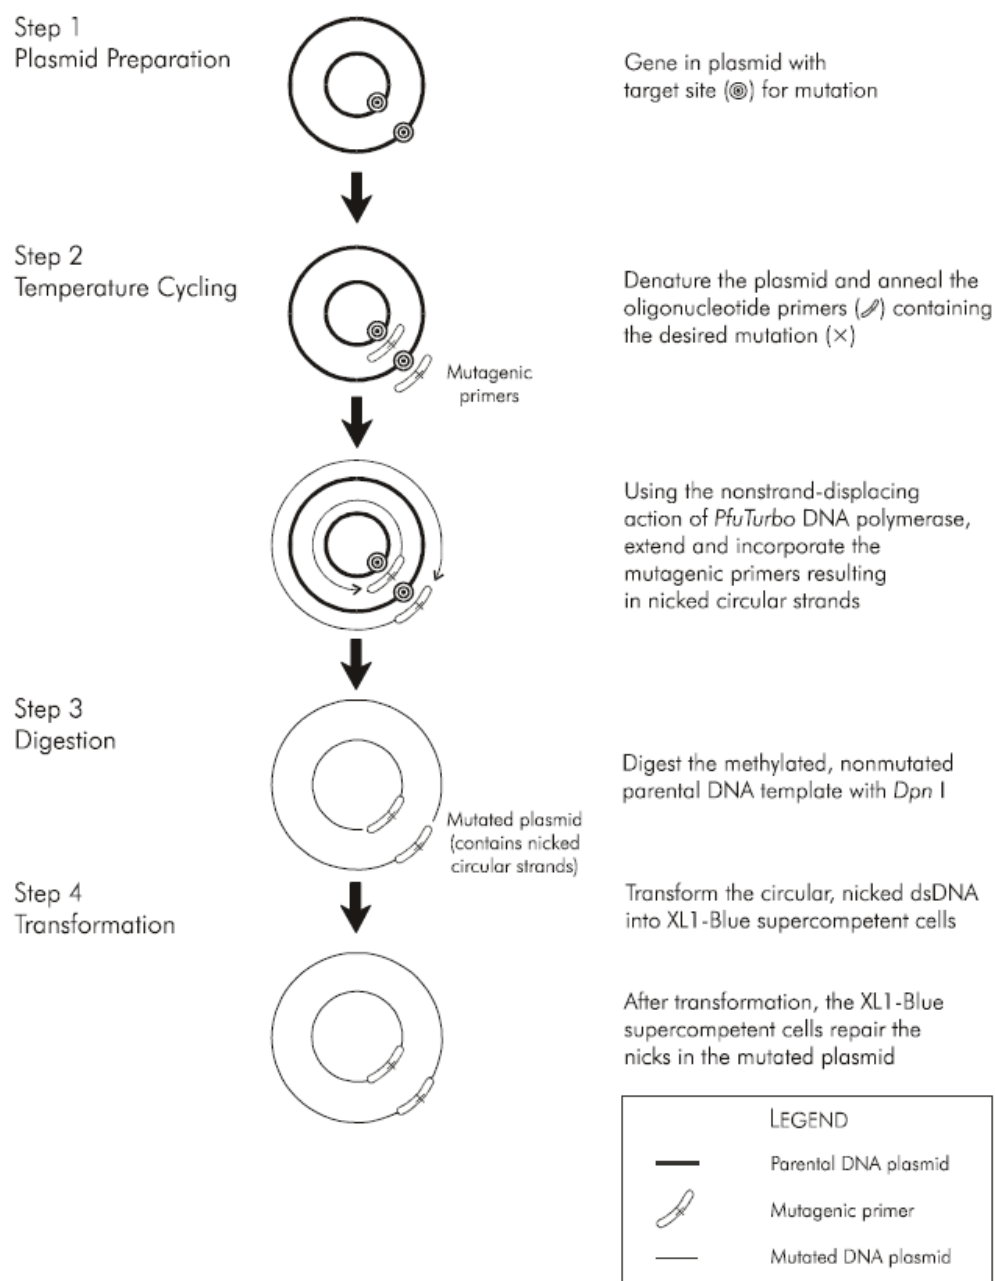 Step 1
Plasmid Preparation
Gene in plasmid with
target site (◎) for mutation
Step 2
Temperature Cycling
Denature the plasmid and anneal the
oligonucleotide primers () containing
the desired mutation (×)
Mutagenic
primers
Using the nonstrand-displacing
action of PfuTurbo DNA polymerase,
extend and incorporate the
mutagenic primers resulting
in nicked circular strands
Step 3
Digestion
Digest the methylated, nonmutated
parental DNA template with Dpn I
Mutated plasmid
(contains nicked
circular strands)
Step 4
Transformation
Transform the circular, nicked dsDNA
into XL1-Blue supercompetent cells
After transformation, the XL1-Blue
supercompetent cells repair the
nicks in the mutated plasmid
LEGEND
Parental DNA plasmid
Mutagenic primer
Mutated DNA plasmid